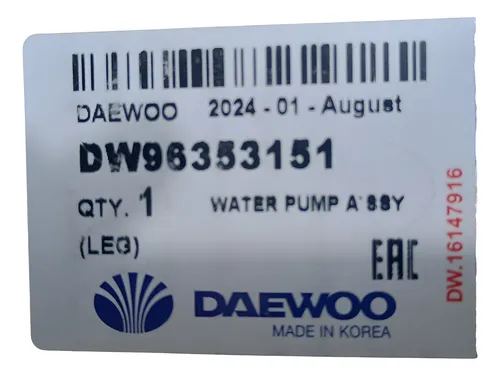 DAEWOO 2024 - 01 - August
DW96353151
QTY. 1 WATER PUMP A'SSY
(LEG)
EAC
DAEWOO
MADE IN KOREA
DW.16147916